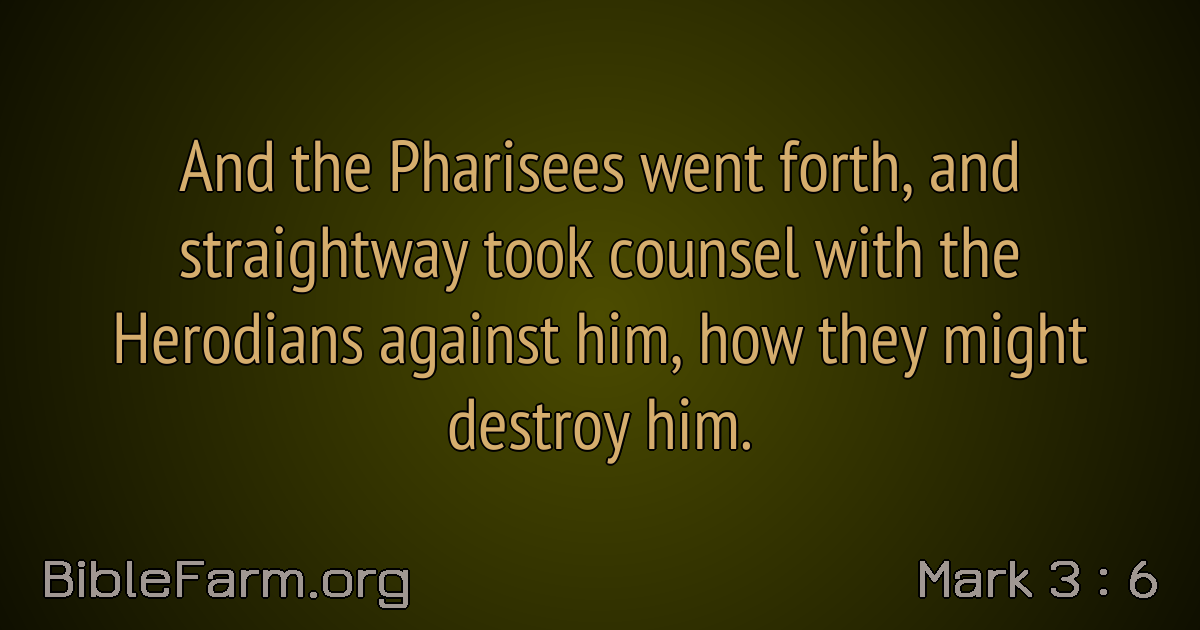 And the Pharisees went forth, and
straightway took counsel with the
Herodians against him, how they might
destroy him.
BibleFarm.org
Mark 3 : 6